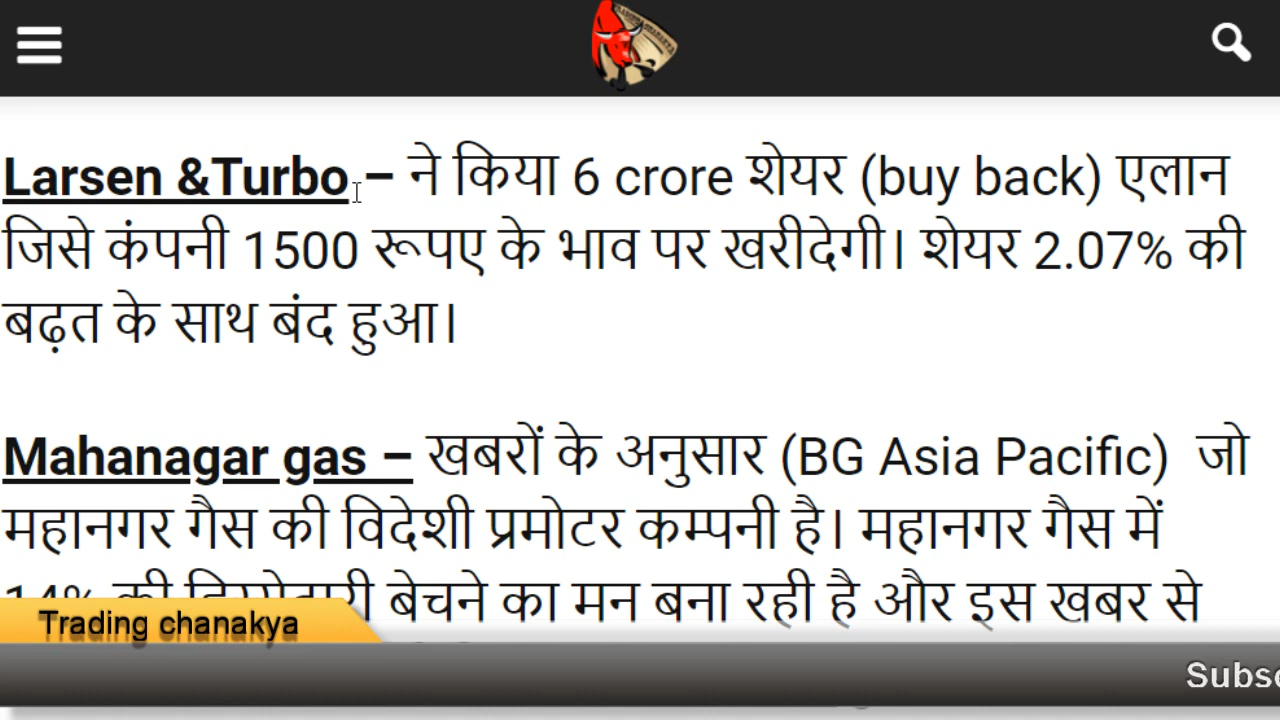 Larsen &Turbo – ने किया 6 crore शेयर (buy back) एलान
जिसे कंपनी 1500 रूपए के भाव पर खरीदेगी। शेयर 2.07% की
बढ़त के साथ बंद हुआ।
Mahanagar gas – खबरों के अनुसार (BG Asia Pacific) जो
महानगर गैस की विदेशी प्रमोटर कम्पनी है। महानगर गैस में
14% की हिस्सेदारी बेचने का मन बना रही है और इस खबर से
Trading chanakya